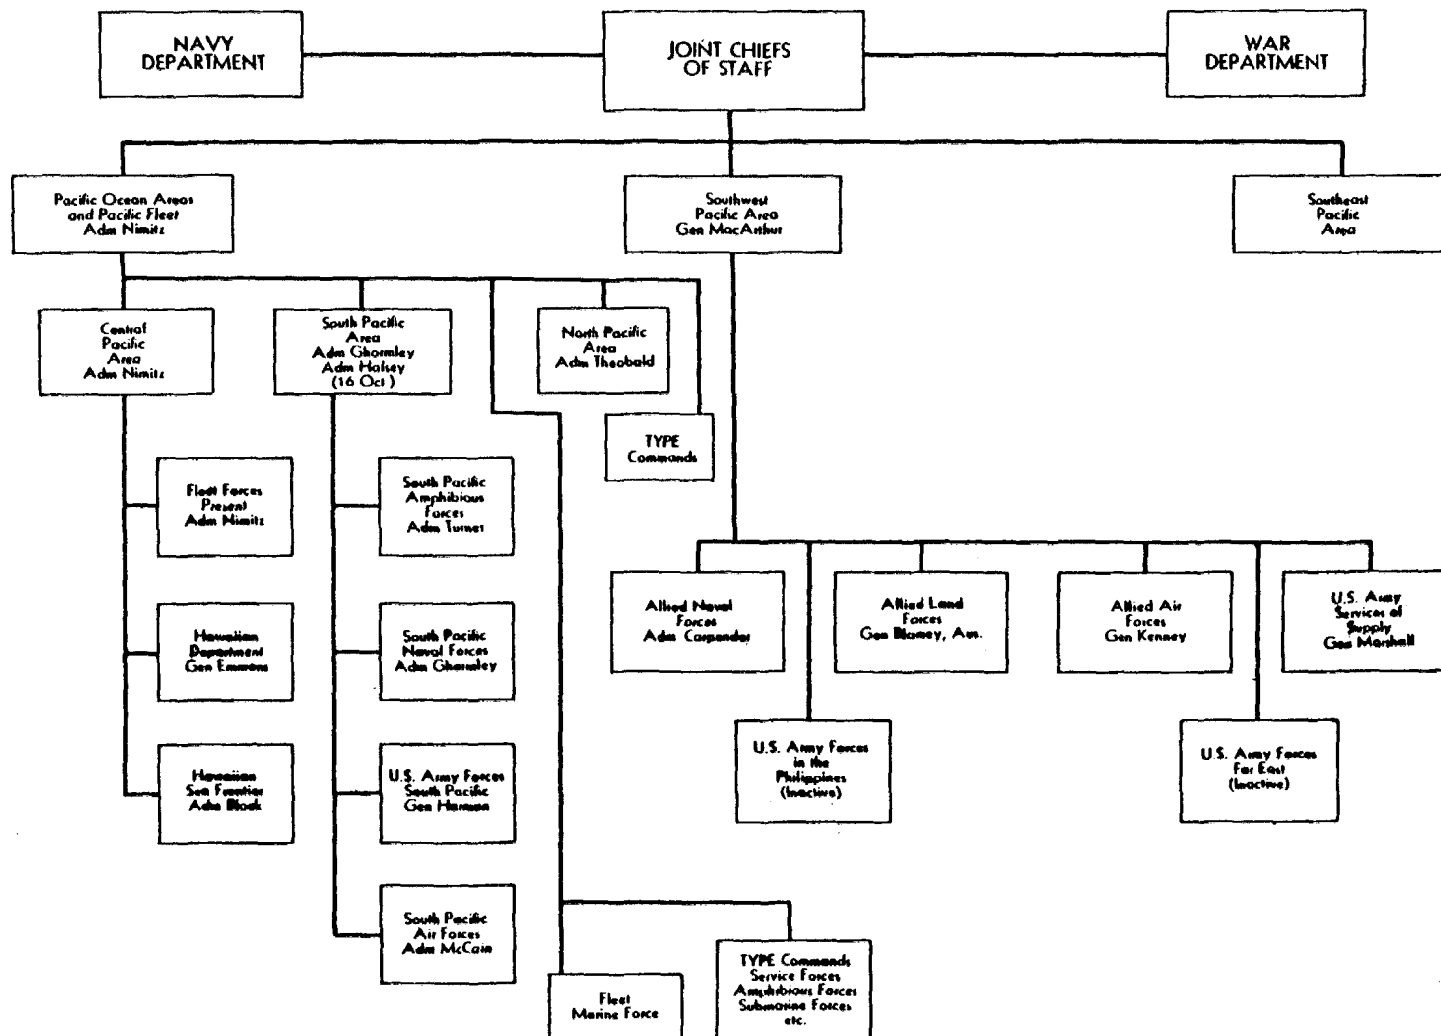 NAVY
DEPARTMENT
JOINT CHIEFS
OF STAFF
WAR
DEPARTMENT
Pacific Ocean Areas
and Pacific Fleet
Adm Nimitz
Southwest
Pacific Area
Gen MacArthur
Southeast
Pacific
Area
Central
Pacific
Area
Adm Nimitz
South Pacific
Area
Adm Ghormley
Adm Halsey
(16 Oct)
North Pacific
Area
Adm Theobald
TYPE
Commands
Fleet Forces
Present
Adm Nimitz
South Pacific
Amphibious
Forces
Adm Turner
Allied Naval
Forces
Adm Carpender
Allied Land
Forces
Gen Blamey, Aus.
Allied Air
Forces
Gen Kenney
U.S. Army
Services of
Supply
Gen Marshall
Hawaiian
Department
Gen Emmons
South Pacific
Naval Forces
Adm Ghormley
U.S. Army Forces
in the
Philippines
(Inactive)
U.S. Army Forces
Far East
(Inactive)
Hawaiian
Sea Frontier
Adm Bloch
U.S. Army Forces
South Pacific
Gen Harmon
South Pacific
Air Forces
Adm McCain
Fleet
Marine Force
TYPE Commands
Service Forces
Amphibious Forces
Submarine Forces
etc.